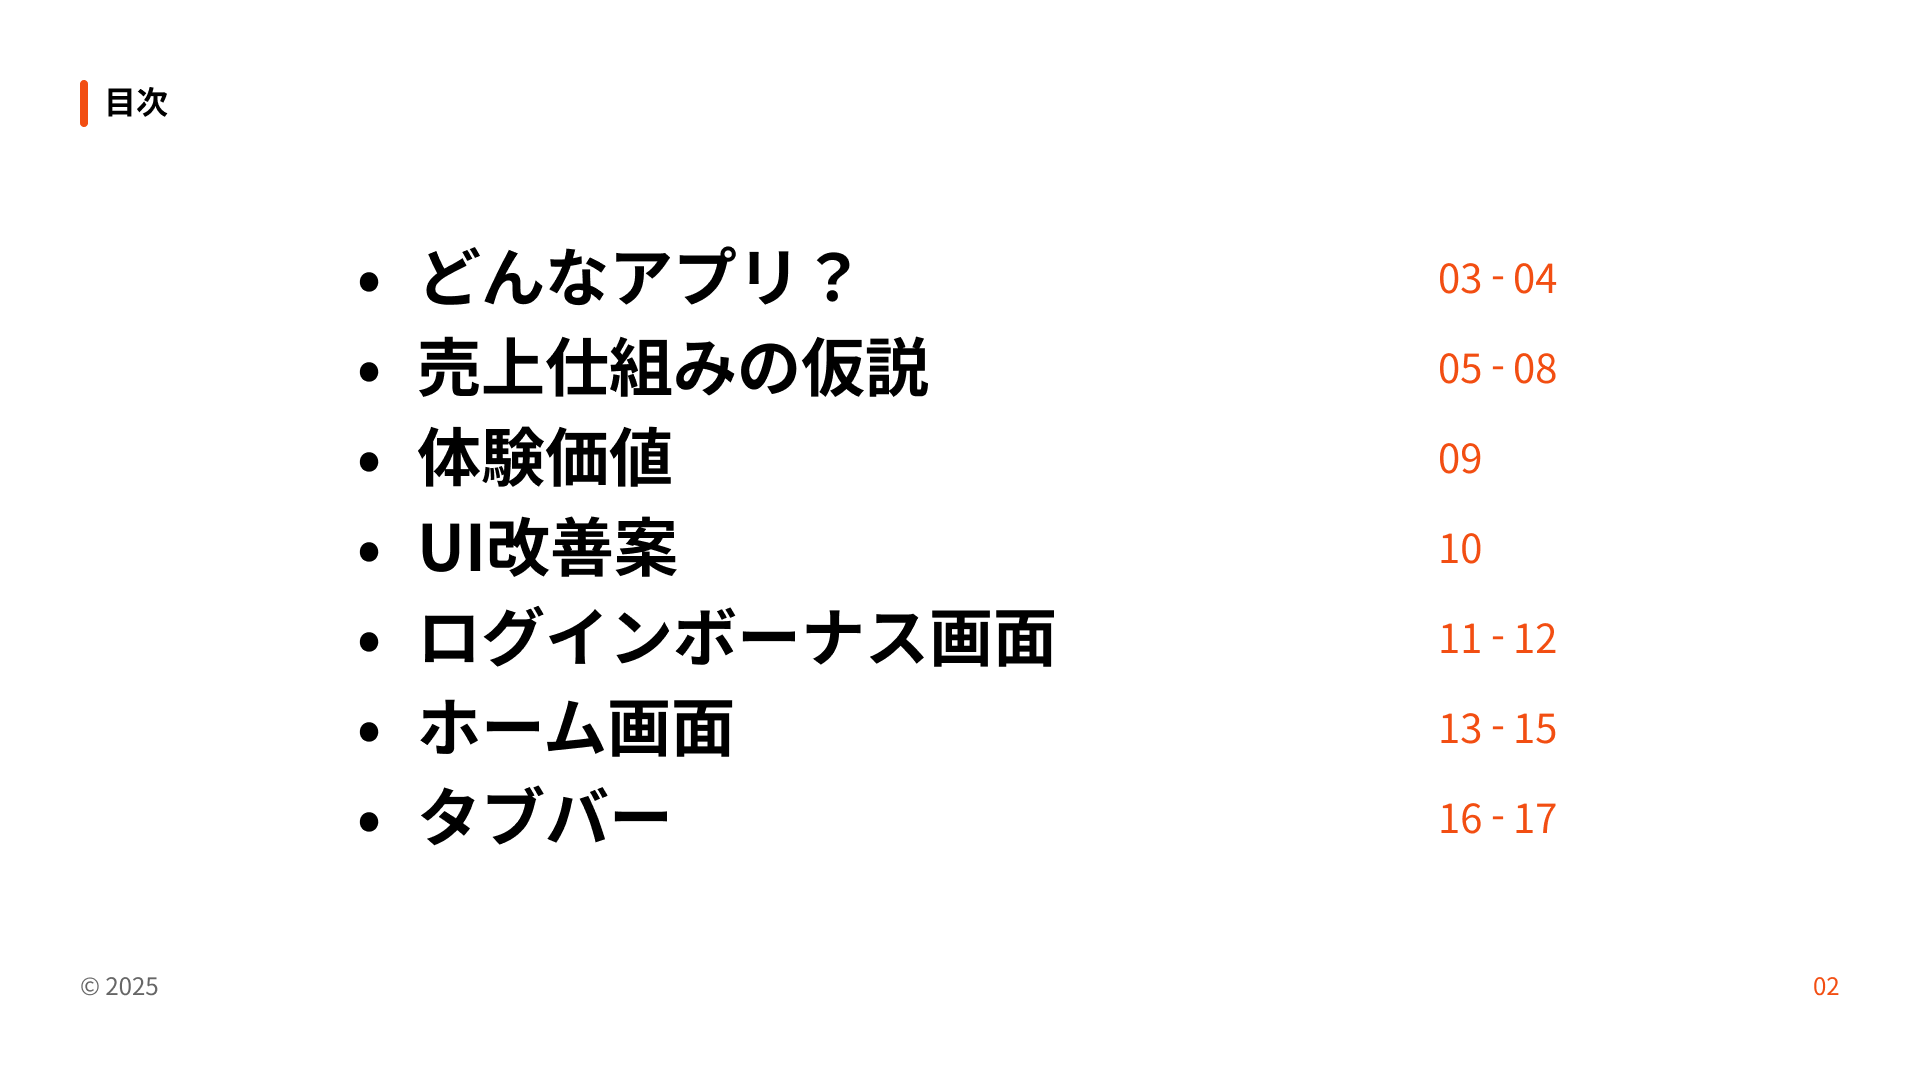 目次
• どんなアプリ？ 03 - 04
• 売上仕組みの仮説 05 - 08
• 体験価値 09
• UI改善案 10
• ログインボーナス画面 11 - 12
• ホーム画面 13 - 15
• タブバー 16 - 17
© 2025 02